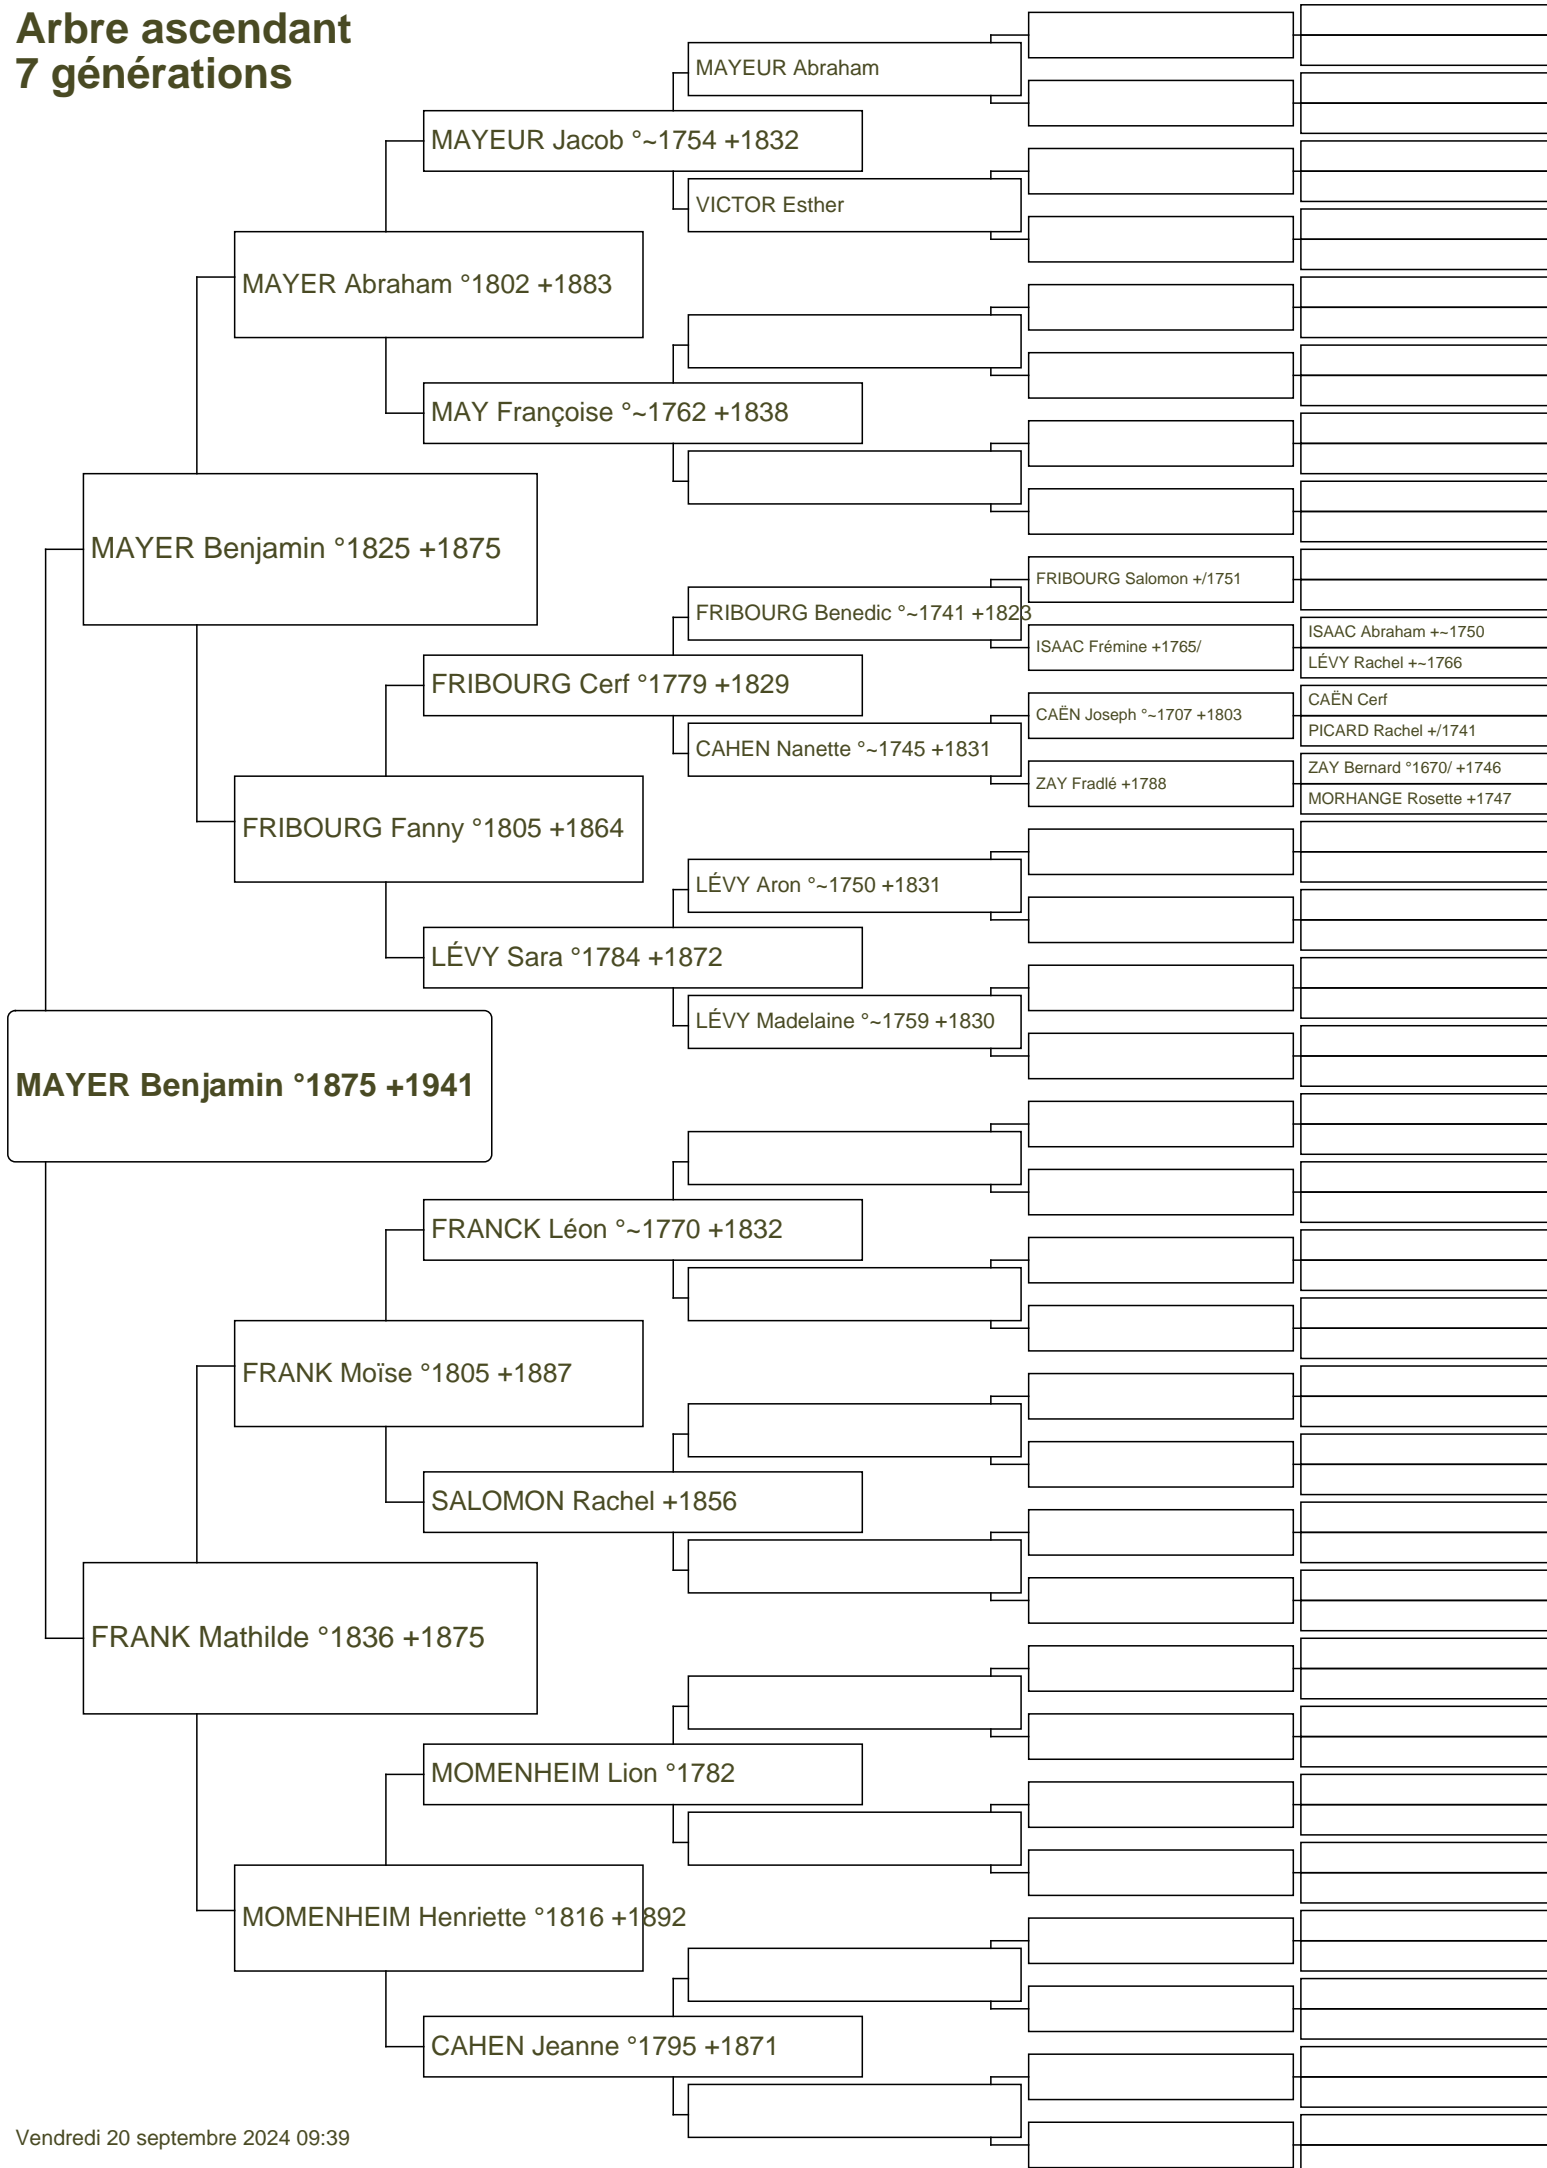 Arbre ascendant
7 générations
MAYEUR Abraham
MAYEUR Jacob °~1754 +1832
VICTOR Esther
MAYER Abraham °1802 +1883
MAY Françoise °~1762 +1838
MAYER Benjamin °1825 +1875
FRIBOURG Salomon +/1751
FRIBOURG Benedic °~1741 +1823
ISAAC Abraham +~1750
ISAAC Frémine +1765/
LÉVY Rachel +~1766
FRIBOURG Cerf °1779 +1829
CAËN Cerf
CAËN Joseph °~1707 +1803
PICARD Rachel +/1741
CAHEN Nanette °~1745 +1831
ZAY Bernard °1670/ +1746
ZAY Fradlé +1788
MORHANGE Rosette +1747
FRIBOURG Fanny °1805 +1864
LÉVY Aron °~1750 +1831
LÉVY Sara °1784 +1872
LÉVY Madelaine °~1759 +1830
MAYER Benjamin °1875 +1941
FRANCK Léon °~1770 +1832
FRANK Moïse °1805 +1887
SALOMON Rachel +1856
FRANK Mathilde °1836 +1875
MOMENHEIM Lion °1782
MOMENHEIM Henriette °1816 +1892
CAHEN Jeanne °1795 +1871
Vendredi 20 septembre 2024 09:39